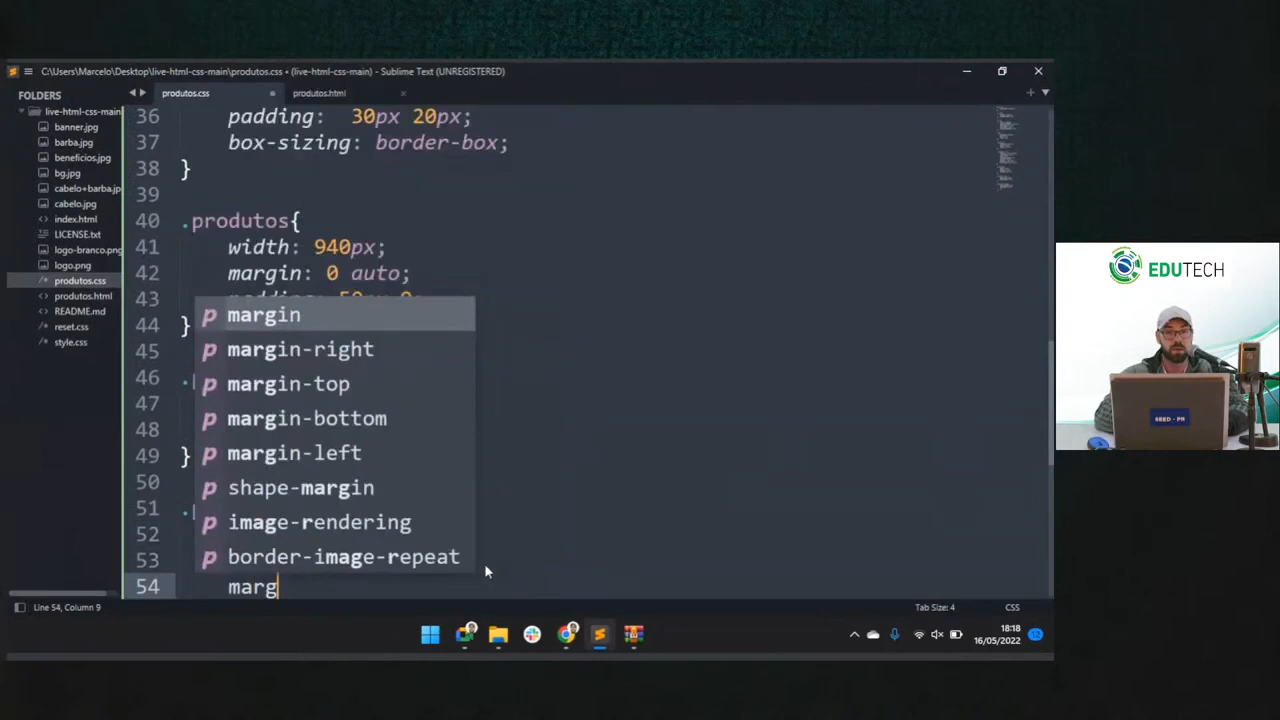 C:\Users\Marcelo\Desktop\live-html-css-main\produtos.css • (live-html-css-main) - Sublime Text (UNREGISTERED)
FOLDERS
live-html-css-main
banner.jpg
barba.jpg
beneficios.jpg
bg.jpg
cabelo+barba.jp
cabelo.jpg
index.html
LICENSE.txt
logo-branco.png
logo.png
produtos.css
produtos.html
README.md
reset.css
style.css
produtos.css
produtos.html
36 padding: 30px 20px;
37 box-sizing: border-box;
38 }
39
40 .produtos{
41 width: 940px;
42 margin: 0 auto;
43
44 }
45
46 .
47
48
49 }
50
51 .
52
53
54 marg
p margin
p margin-right
p margin-top
p margin-bottom
p margin-left
p shape-margin
p image-rendering
p border-image-repeat
Line 54, Column 9
Tab Size: 4
CSS
18:18
16/05/2022
12
EDUTECH
SEED - PR